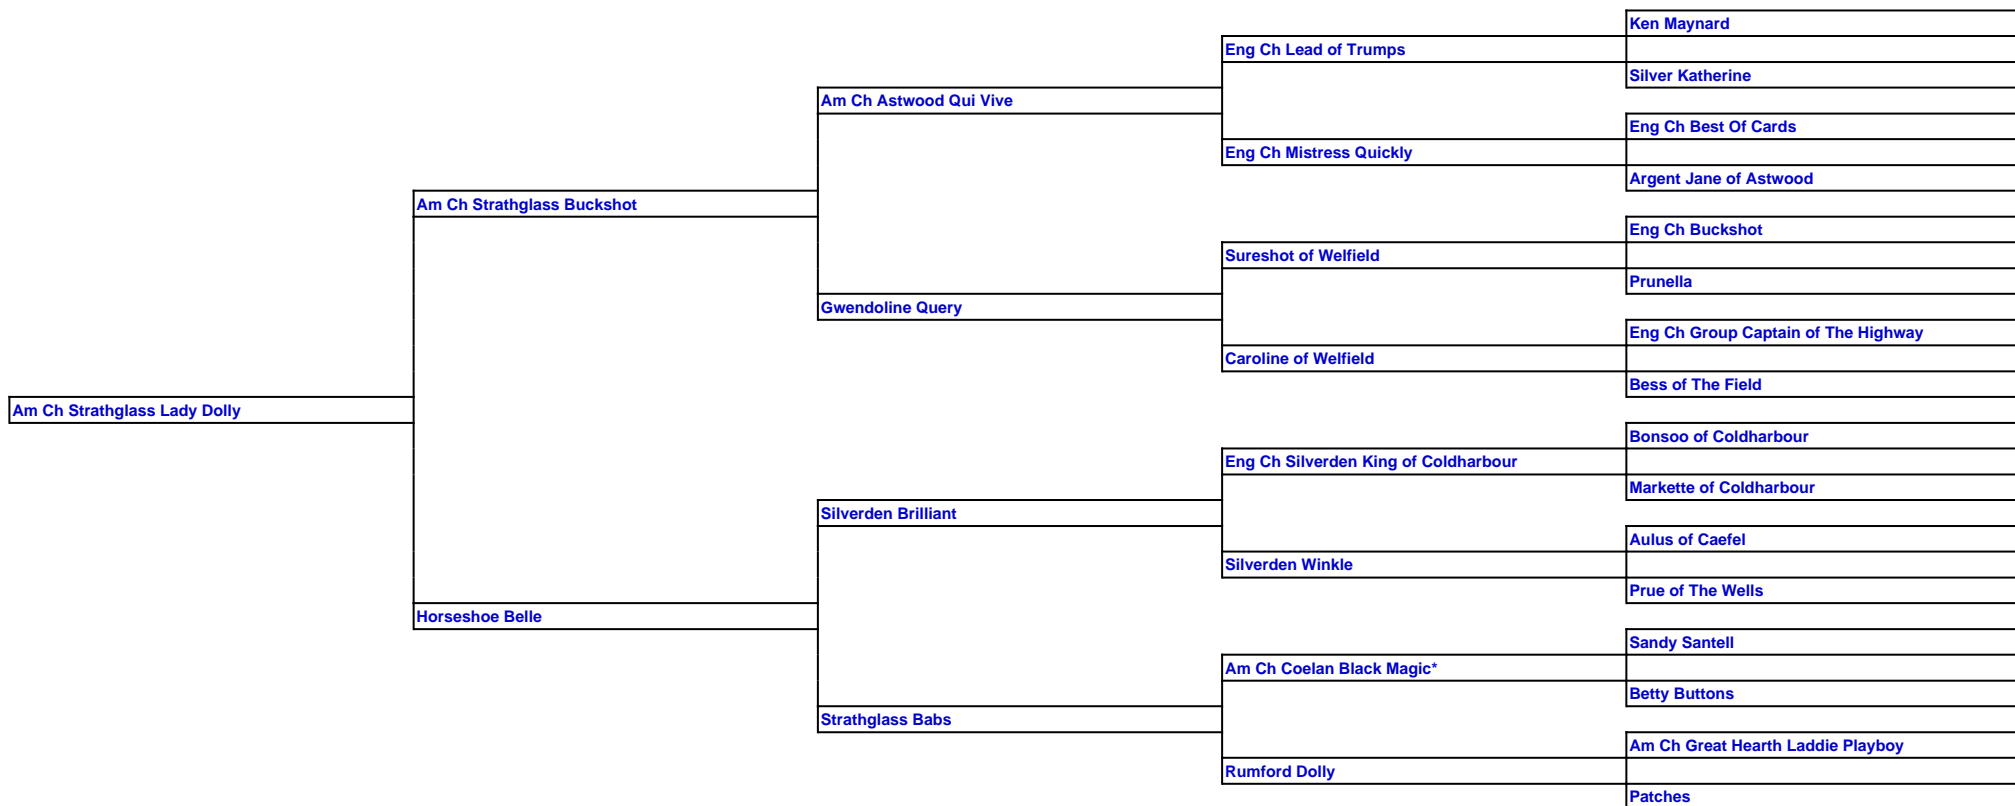 Ken Maynard
Eng Ch Lead of Trumps
Silver Katherine
Am Ch Astwood Qui Vive
Eng Ch Best Of Cards
Eng Ch Mistress Quickly
Argent Jane of Astwood
Am Ch Strathglass Buckshot
Eng Ch Buckshot
Sureshot of Welfield
Prunella
Gwendoline Query
Eng Ch Group Captain of The Highway
Caroline of Welfield
Bess of The Field
Am Ch Strathglass Lady Dolly
Bonsoo of Coldharbour
Eng Ch Silverden King of Coldharbour
Markette of Coldharbour
Silverden Brilliant
Aulus of Caefel
Silverden Winkle
Prue of The Wells
Horseshoe Belle
Sandy Santell
Am Ch Coelan Black Magic*
Betty Buttons
Strathglass Babs
Am Ch Great Hearth Laddie Playboy
Rumford Dolly
Patches